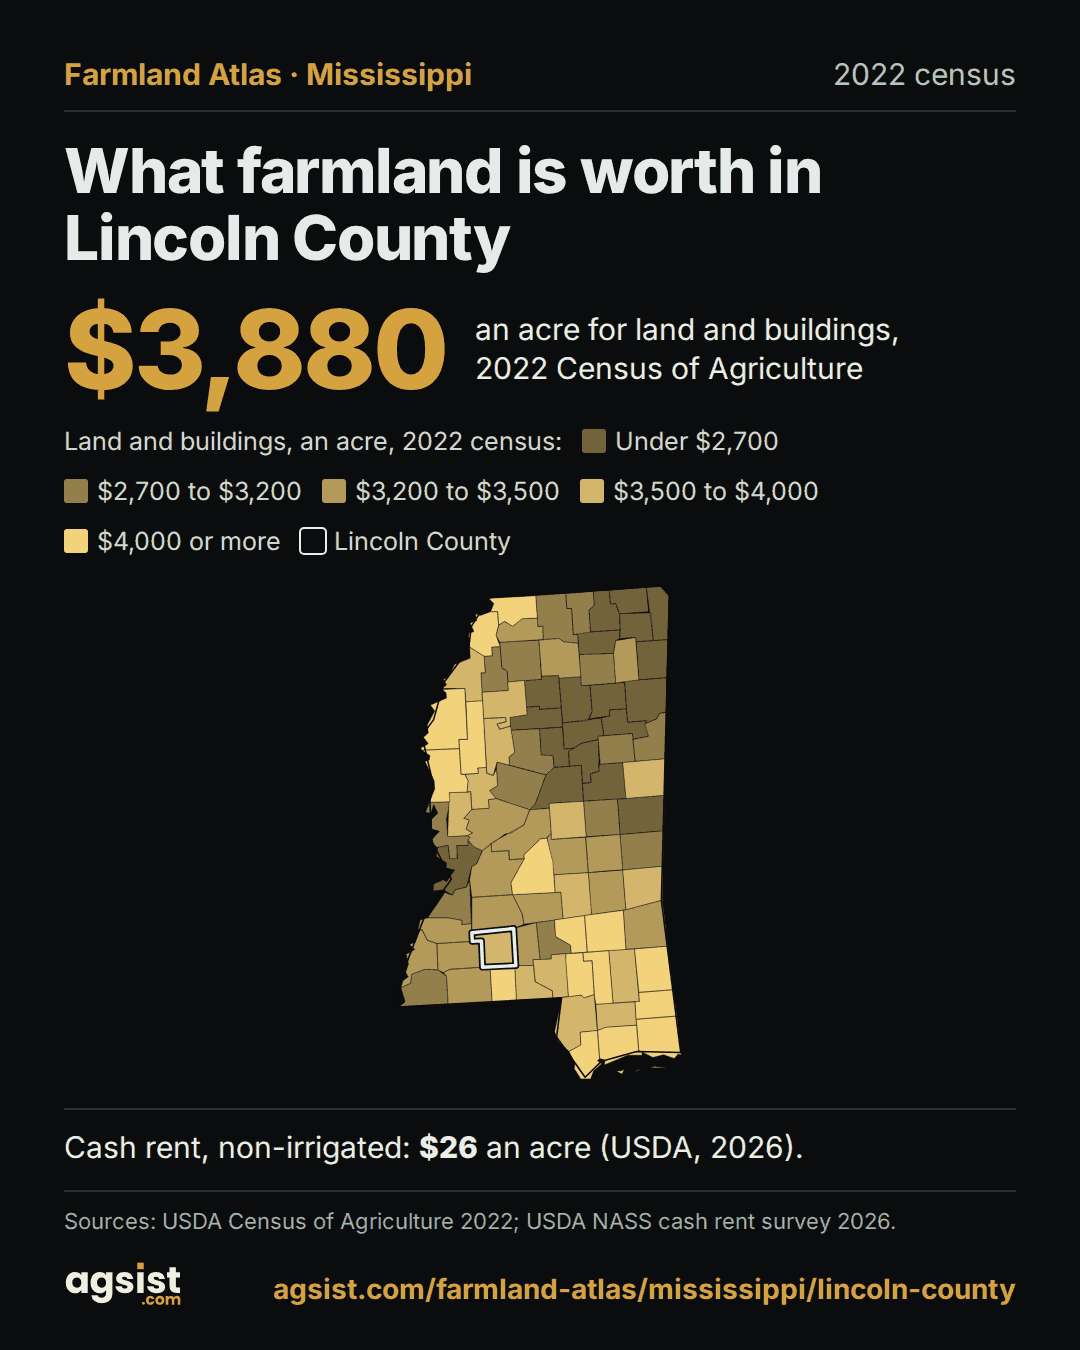 Farmland Atlas · Mississippi
2022 census
What farmland is worth in
Lincoln County
$3,880
an acre for land and buildings,
2022 Census of Agriculture
Land and buildings, an acre, 2022 census: Under $2,700
$2,700 to $3,200 $3,200 to $3,500 $3,500 to $4,000
$4,000 or more Lincoln County
Cash rent, non-irrigated: $26 an acre (USDA, 2026).
Sources: USDA Census of Agriculture 2022; USDA NASS cash rent survey 2026.
agsist
.com
agsist.com/farmland-atlas/mississippi/lincoln-county